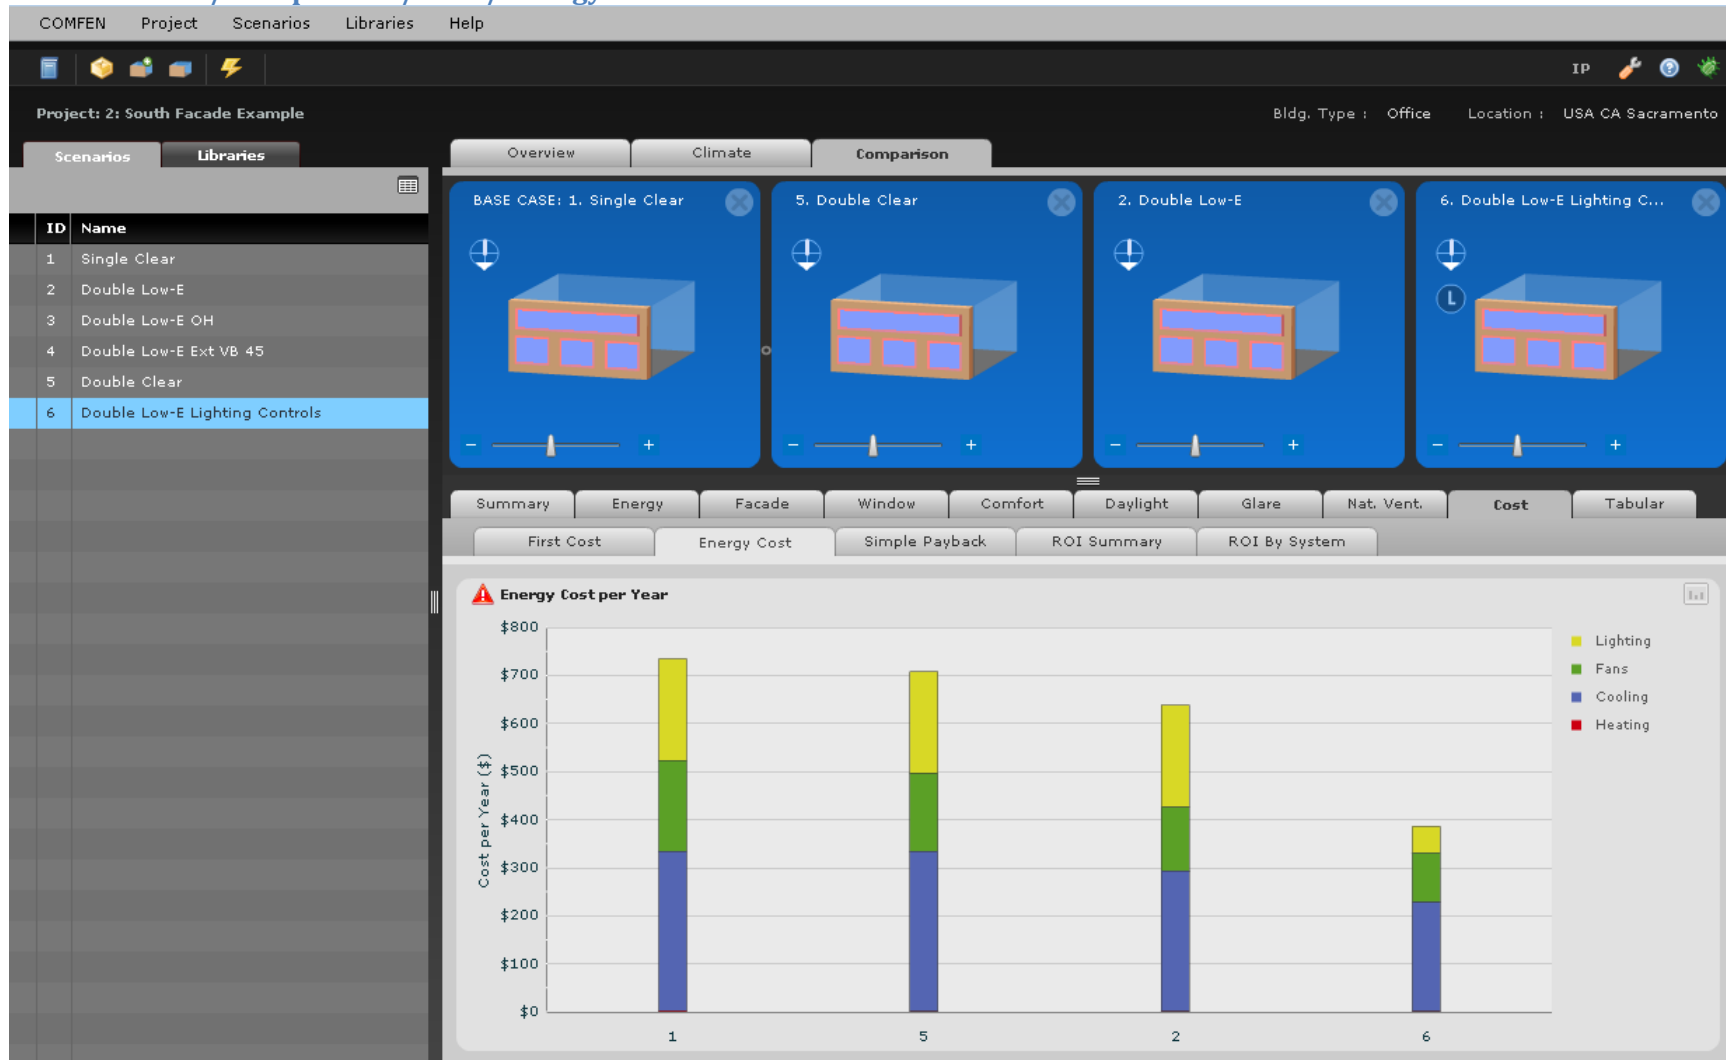 COMFEN Project Scenarios Libraries Help
IP
Project: 2: South Facade Example
Bldg. Type : Office Location : USA CA Sacramento
Scenarios Libraries
Overview Climate Comparison
ID Name
1 Single Clear
2 Double Low-E
3 Double Low-E OH
4 Double Low-E Ext VB 45
5 Double Clear
6 Double Low-E Lighting Controls
BASE CASE: 1. Single Clear
5. Double Clear
2. Double Low-E
6. Double Low-E Lighting C...
L
Summary Energy Facade Window Comfort Daylight Glare Nat. Vent. Cost Tabular
First Cost Energy Cost Simple Payback ROI Summary ROI By System
Energy Cost per Year
Cost per Year ($)
$800
$700
$600
$500
$400
$300
$200
$100
$0
1 5 2 6
Lighting
Fans
Cooling
Heating